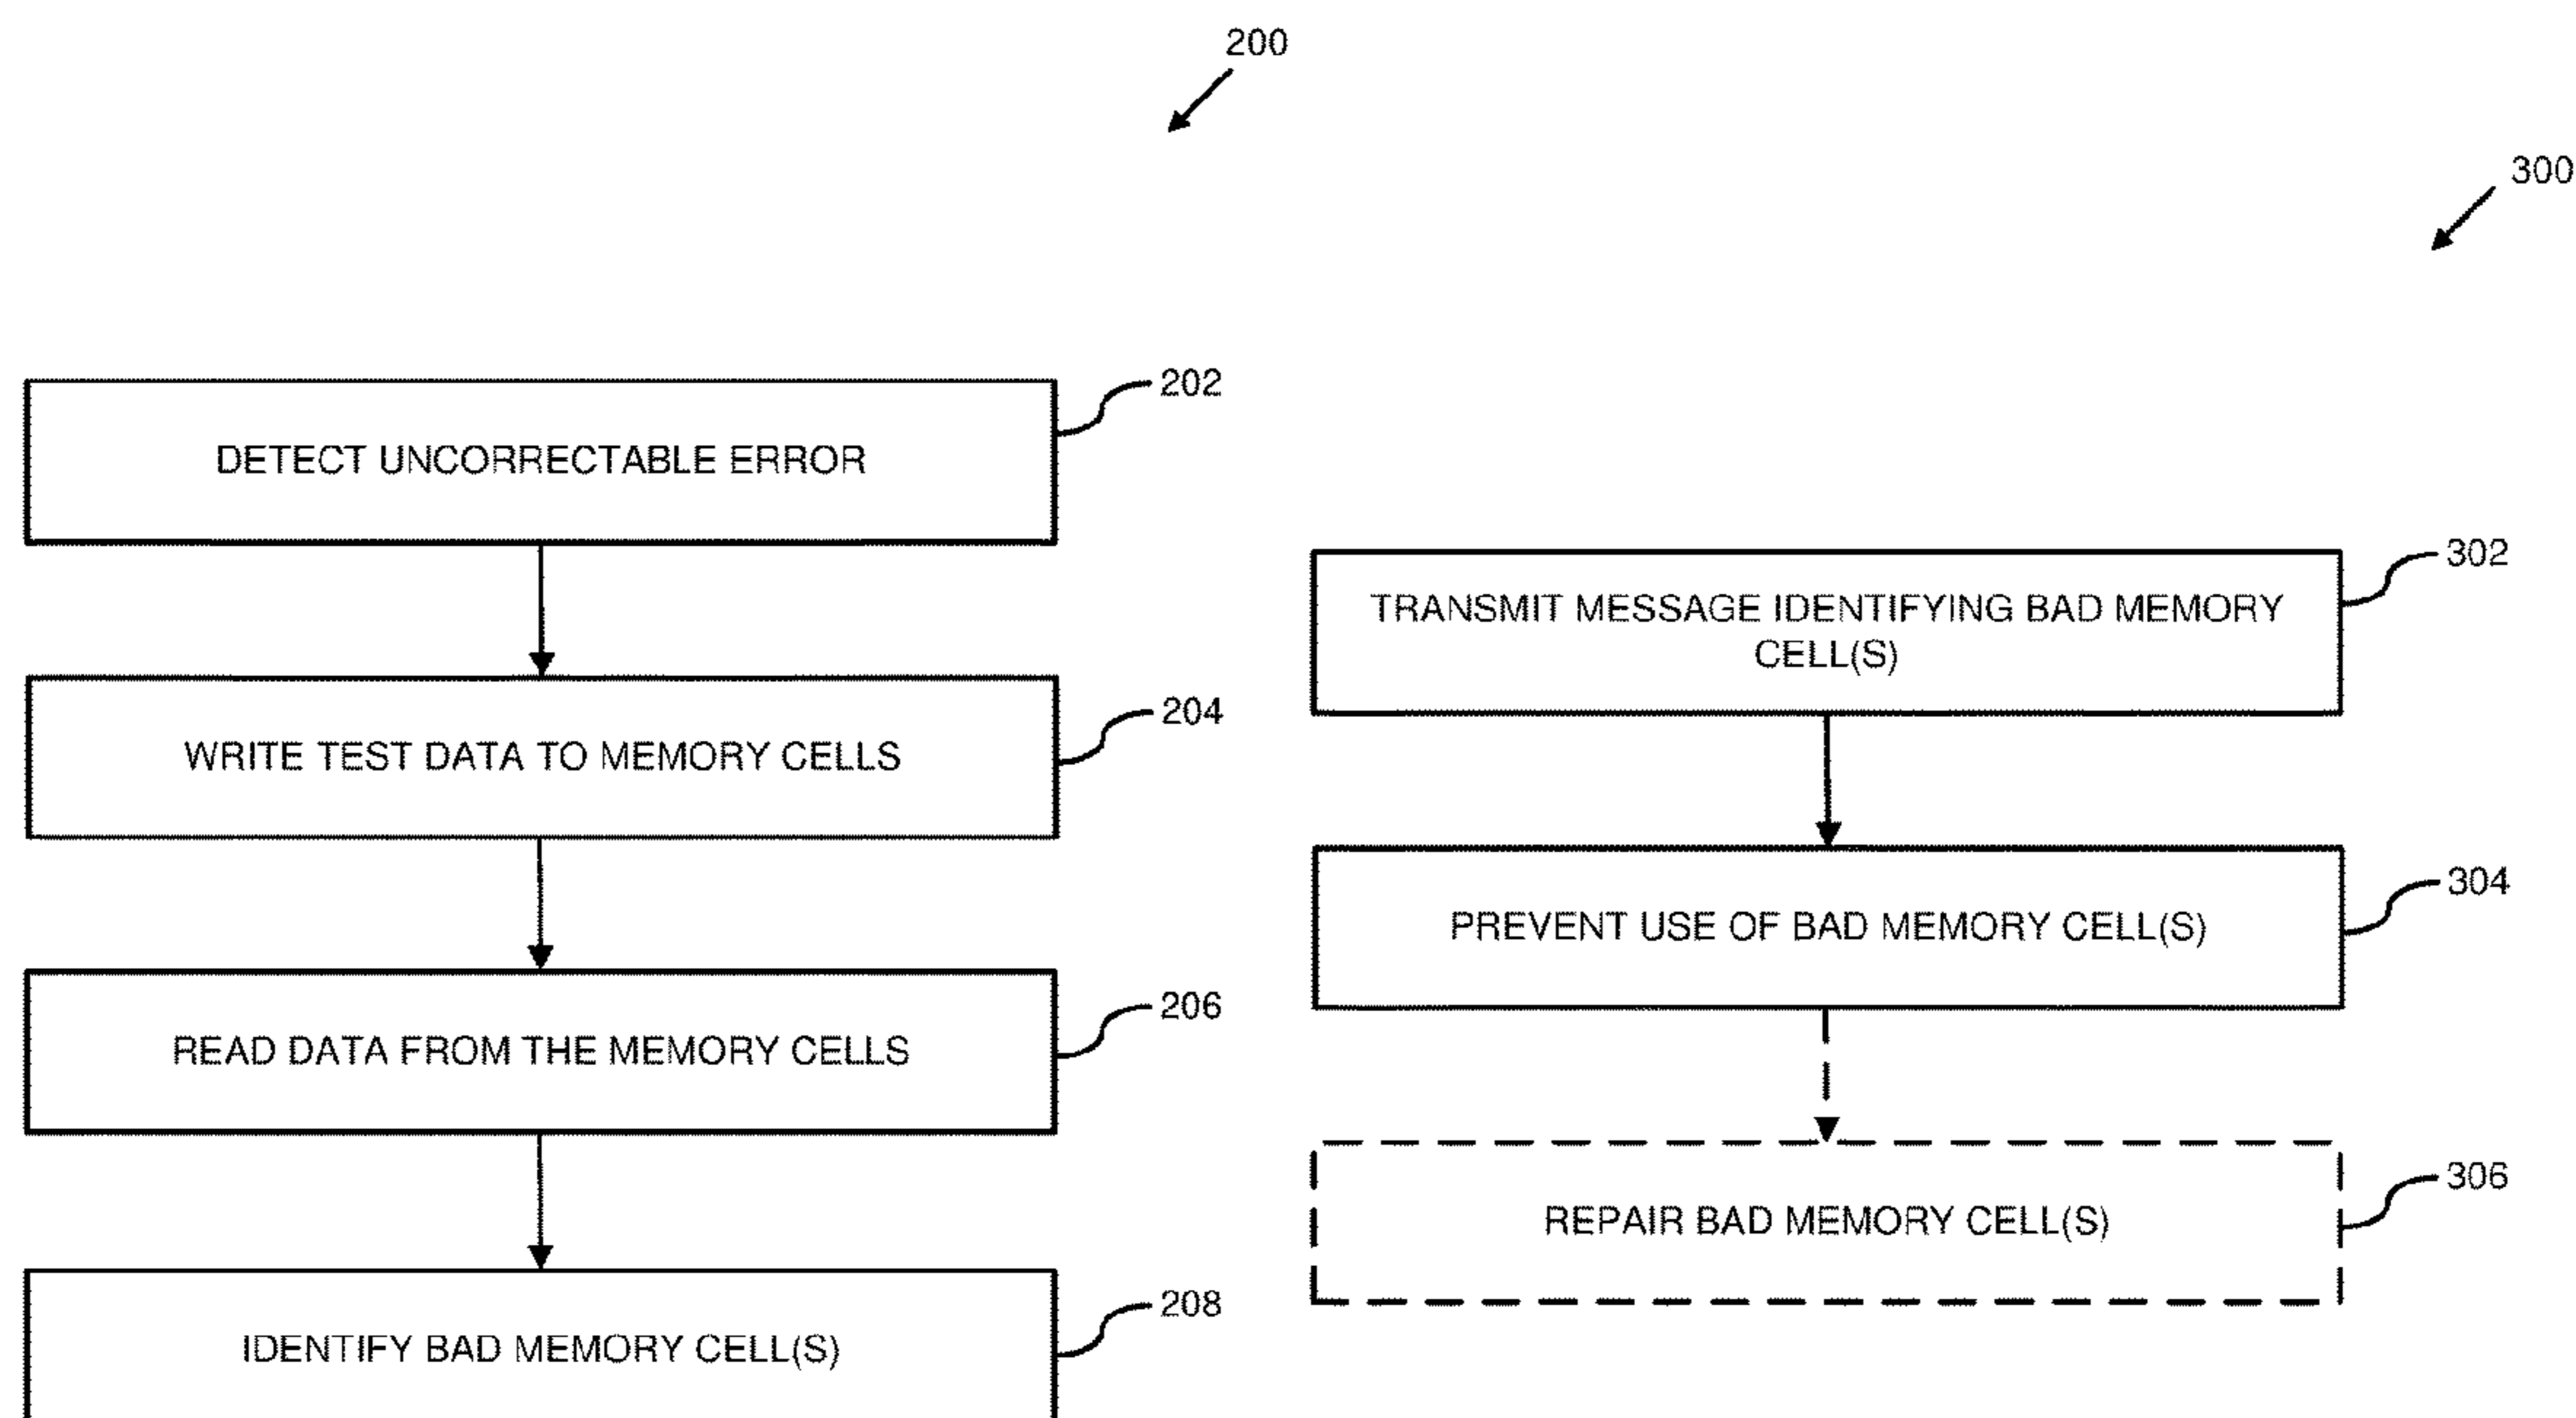 200
202
DETECT UNCORRECTABLE ERROR
204
WRITE TEST DATA TO MEMORY CELLS
206
READ DATA FROM THE MEMORY CELLS
208
IDENTIFY BAD MEMORY CELL(S)
300
302
TRANSMIT MESSAGE IDENTIFYING BAD MEMORY
CELL(S)
304
PREVENT USE OF BAD MEMORY CELL(S)
306
REPAIR BAD MEMORY CELL(S)